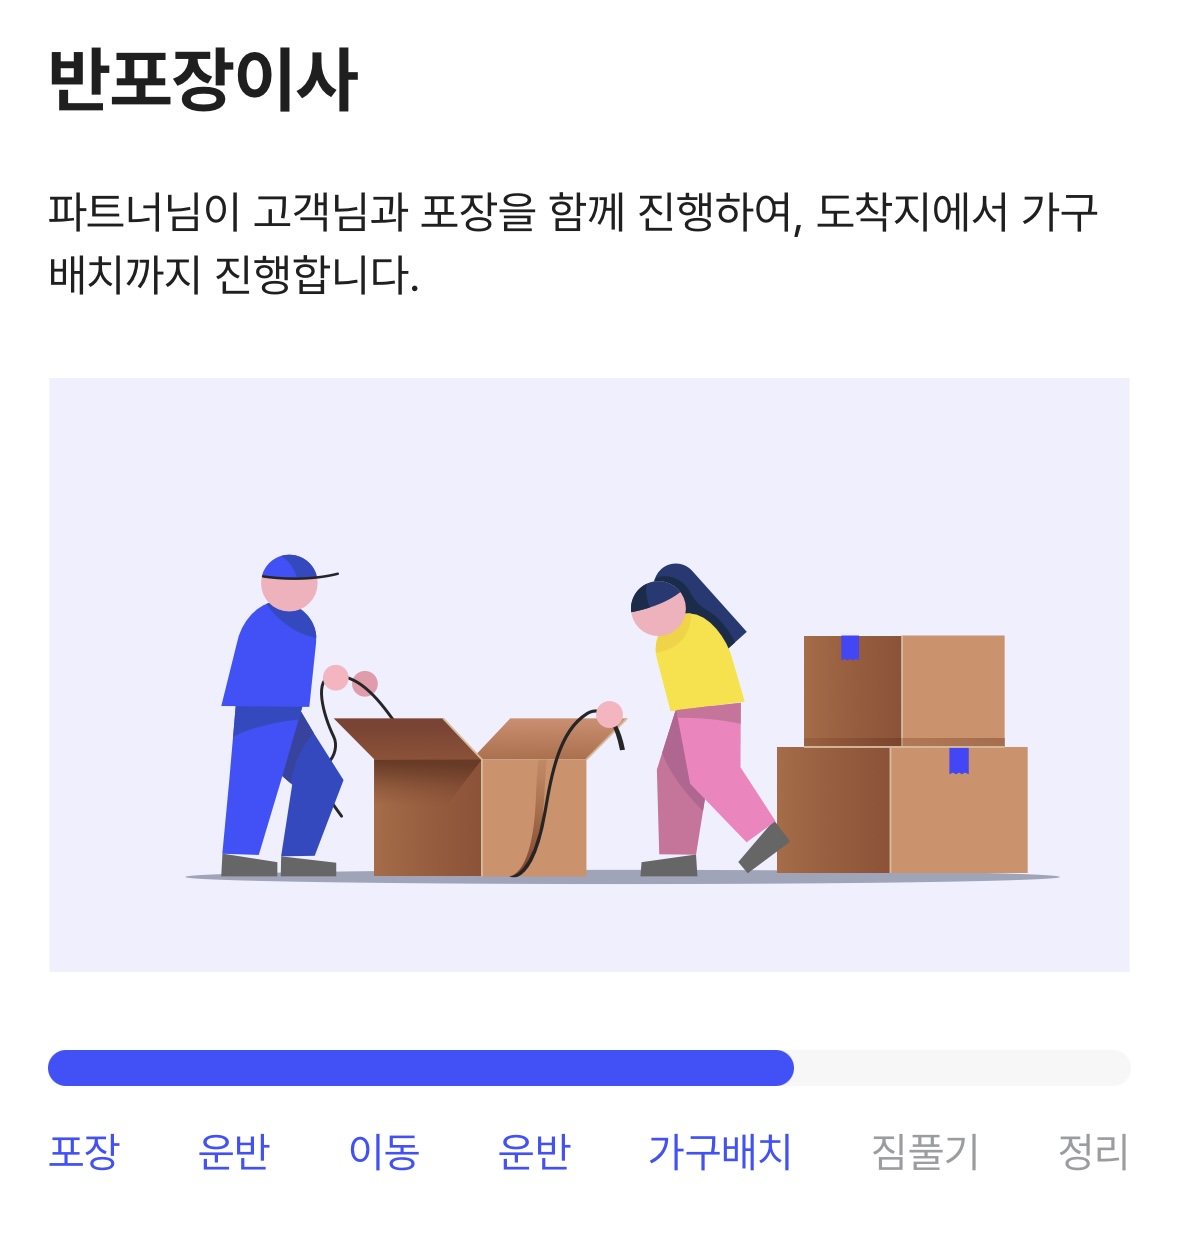 반포장이사
파트너님이 고객님과 포장을 함께 진행하여, 도착지에서 가구
배치까지 진행합니다.
포장 운반 이동 운반 가구배치 짐풀기 정리